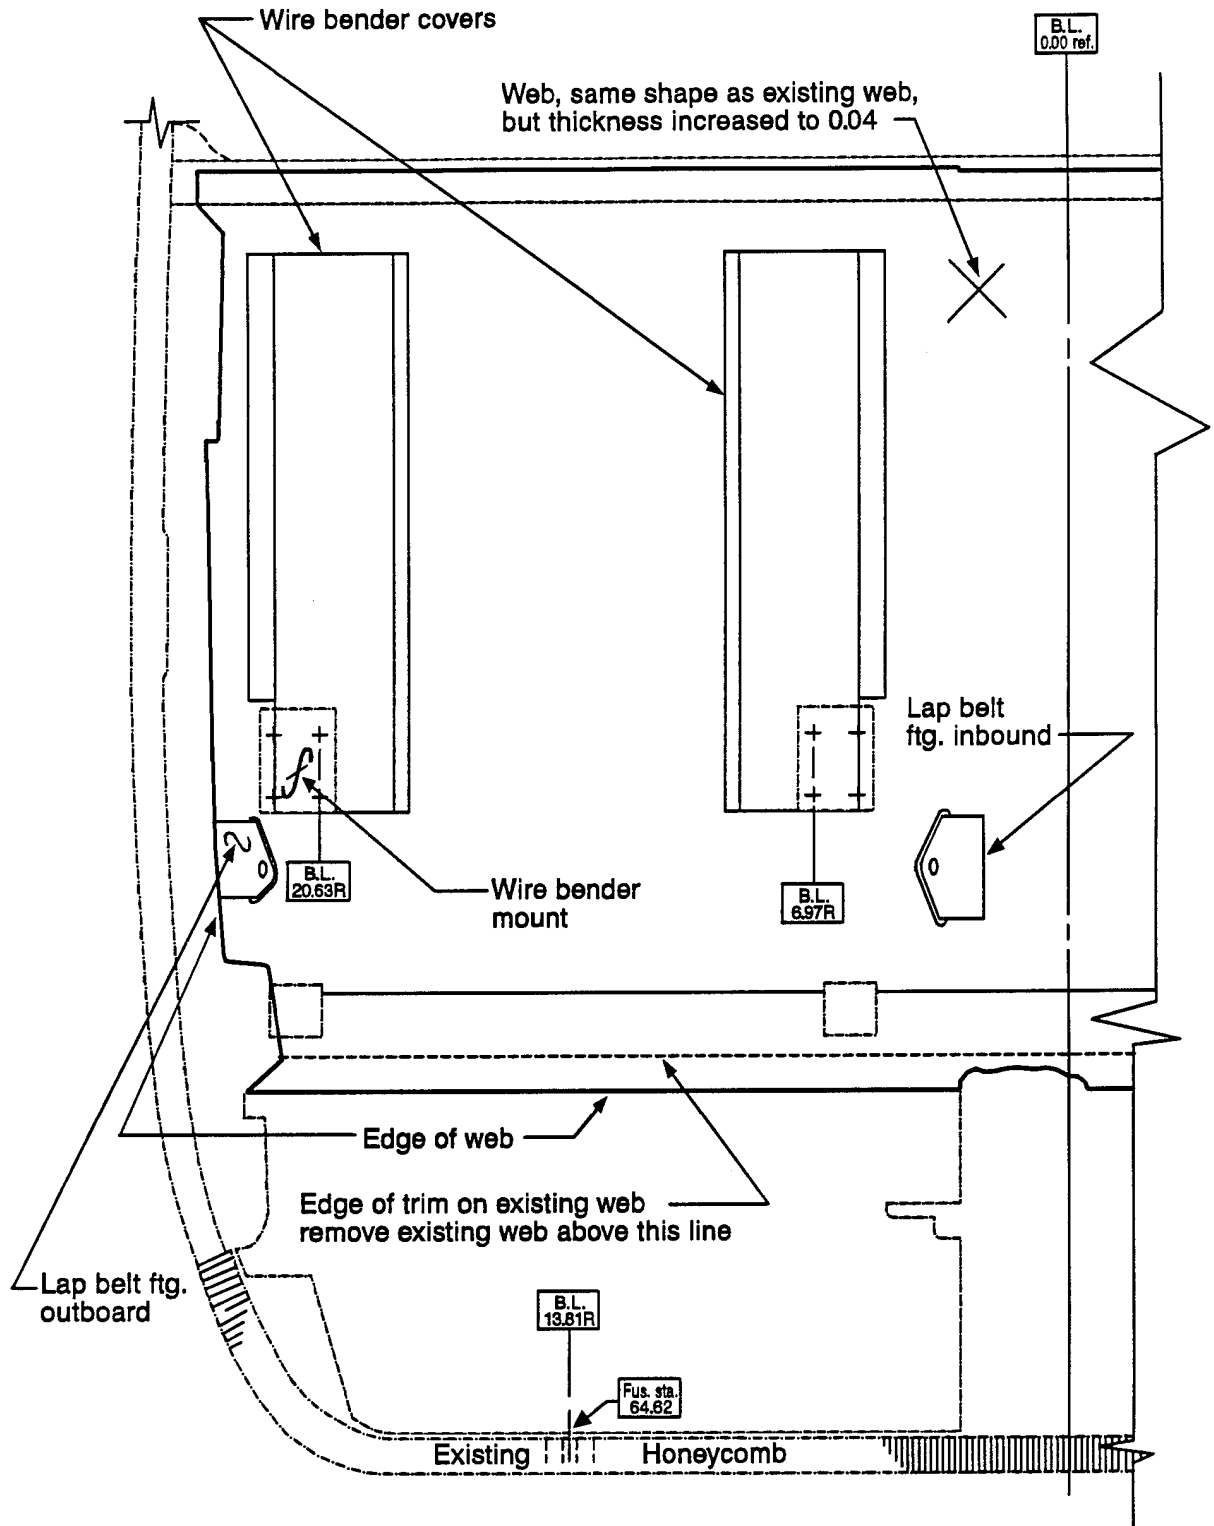 Wire bender covers
B.L.
0.00 ref.
Web, same shape as existing web,
but thickness increased to 0.04
Lap belt
ftg. inbound
B.L.
20.63R
Wire bender
mount
B.L.
6.97R
Edge of web
Edge of trim on existing web
remove existing web above this line
Lap belt ftg.
outboard
B.L.
13.81R
Fus. sta.
64.62
Existing
Honeycomb